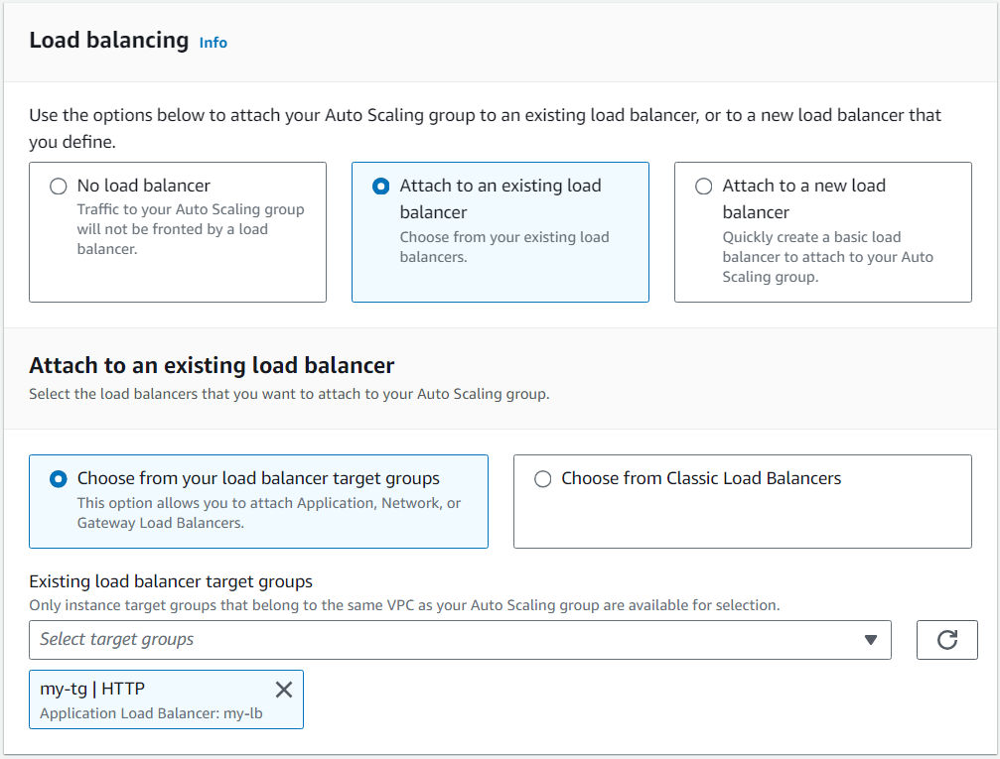 Load balancing Info
Use the options below to attach your Auto Scaling group to an existing load balancer, or to a new load balancer that
you define.
No load balancer
Traffic to your Auto Scaling group
will not be fronted by a load
balancer.
Attach to an existing load
balancer
Choose from your existing load
balancers.
Attach to a new load
balancer
Quickly create a basic load
balancer to attach to your Auto
Scaling group.
Attach to an existing load balancer
Select the load balancers that you want to attach to your Auto Scaling group.
Choose from your load balancer target groups
This option allows you to attach Application, Network, or
Gateway Load Balancers.
Choose from Classic Load Balancers
Existing load balancer target groups
Only instance target groups that belong to the same VPC as your Auto Scaling group are available for selection.
Select target groups
my-tg | HTTP
Application Load Balancer: my-lb